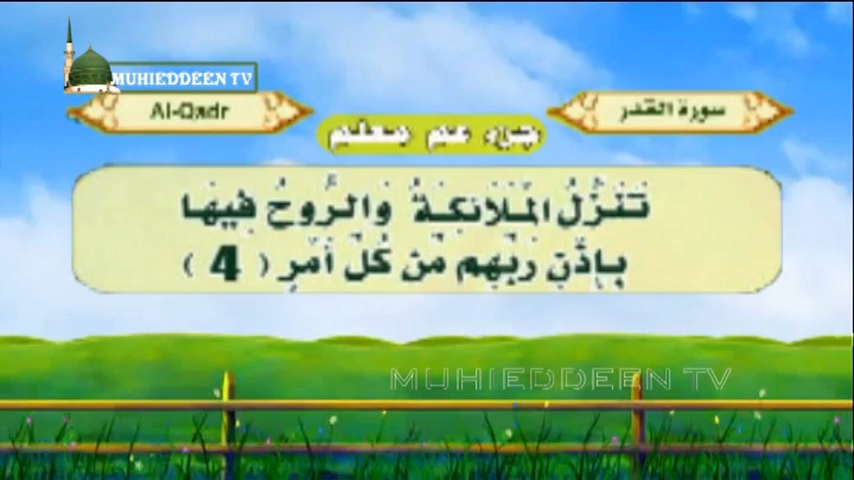 MUHIEDDEEN TV
Al-Qadr
سورة القدر
جزء عم معلم
تَنَزَّلُ الْمَلَائِكَةُ وَالرُّوحُ فِيهَا
بِإِذْنِ رَبِّهِم مِّن كُلِّ أَمْرٍ ( 4 )
MUHIEDDEEN TV